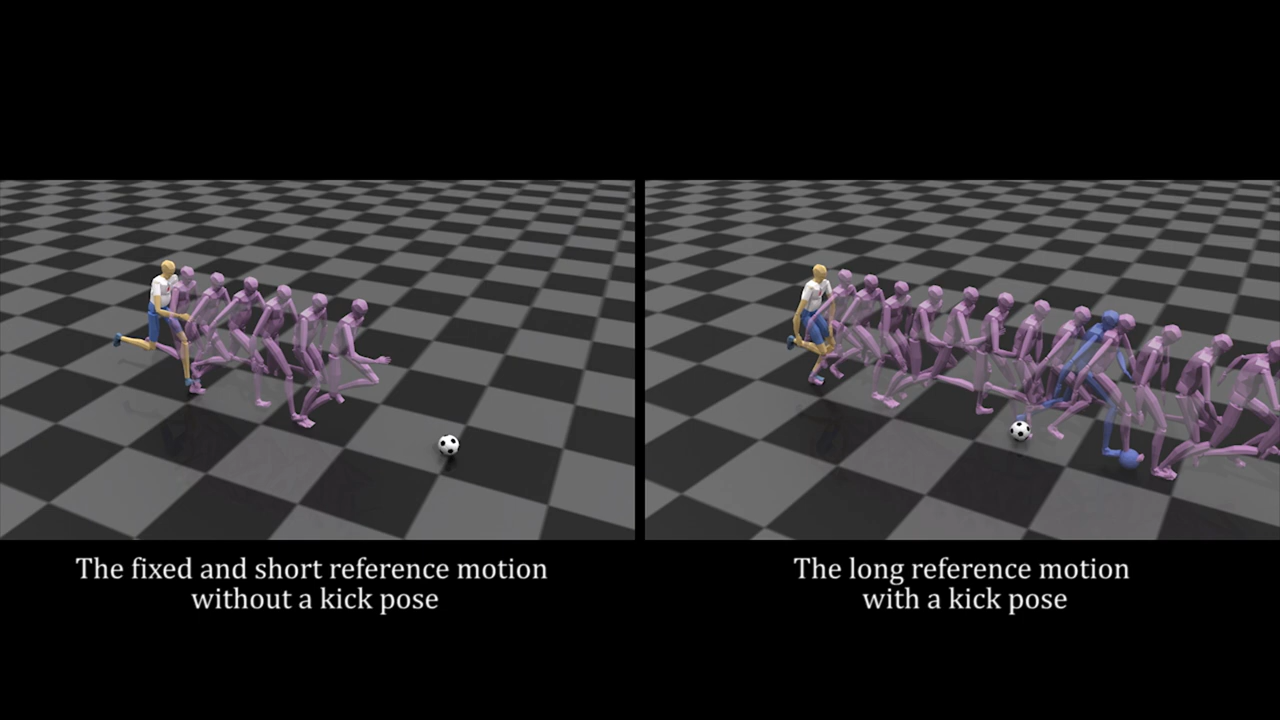 The fixed and short reference motion
without a kick pose
The long reference motion
with a kick pose